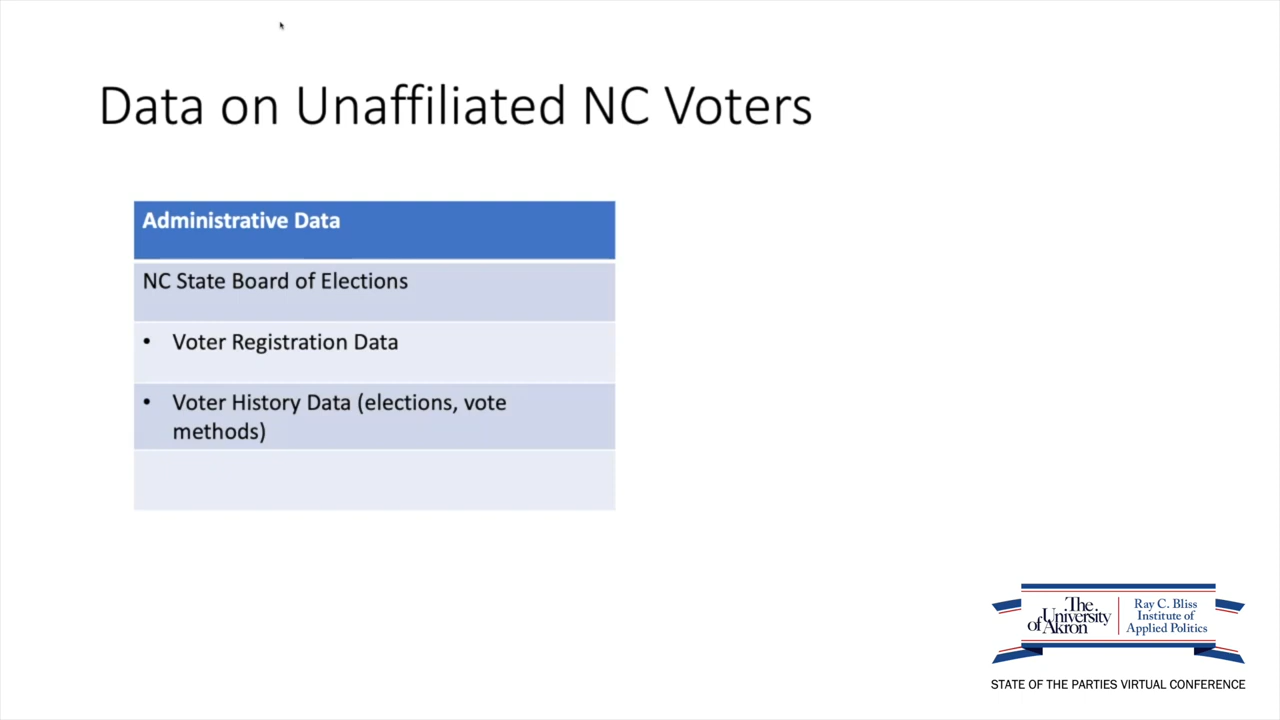 Data on Unaffiliated NC Voters
Administrative Data
NC State Board of Elections
• Voter Registration Data
• Voter History Data (elections, vote
methods)
The
University
of Akron
Ray C. Bliss
Institute of
Applied Politics
STATE OF THE PARTIES VIRTUAL CONFERENCE